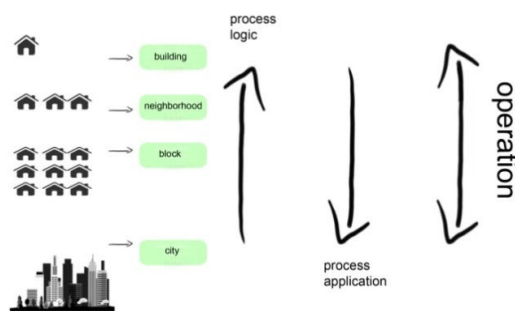 process
logic
building
neighborhood
block
city
process
application
operation